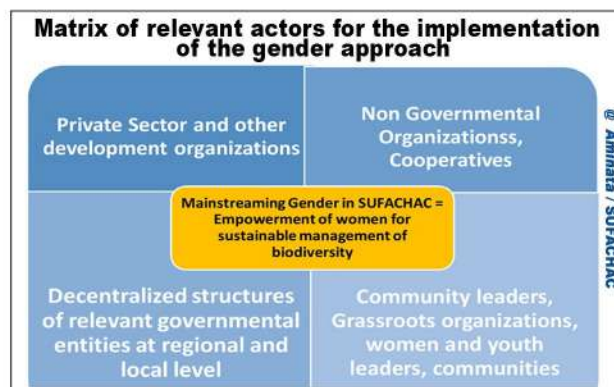 Matrix of relevant actors for the implementation
of the gender approach
Private Sector and other
development organizations
Non Governmental
Organizationss,
Cooperatives
Mainstreaming Gender in SUFACHAC =
Empowerment of women for
sustainable management of
biodiversity
Decentralized structures
of relevant governmental
entities at regional and
local level
Community leaders,
Grassroots organizations,
women and youth
leaders, communities
@ Aminata / SUFACHAC